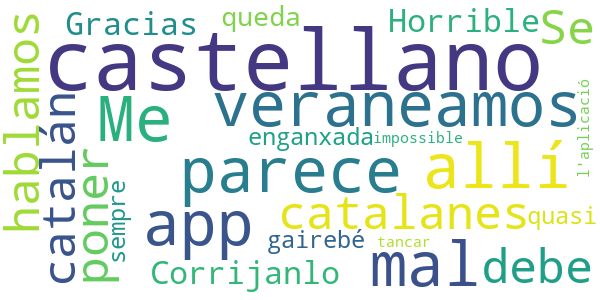 Gracias
queda
Horrible
Se
castellano
hablamos
catalán
Me
veraneamos
enganxada
impossible
l'aplicació
poner
sempre
parece
allí
app
catalanes
quasi
gairebé
tancar
Corrijanlo
mal
debe